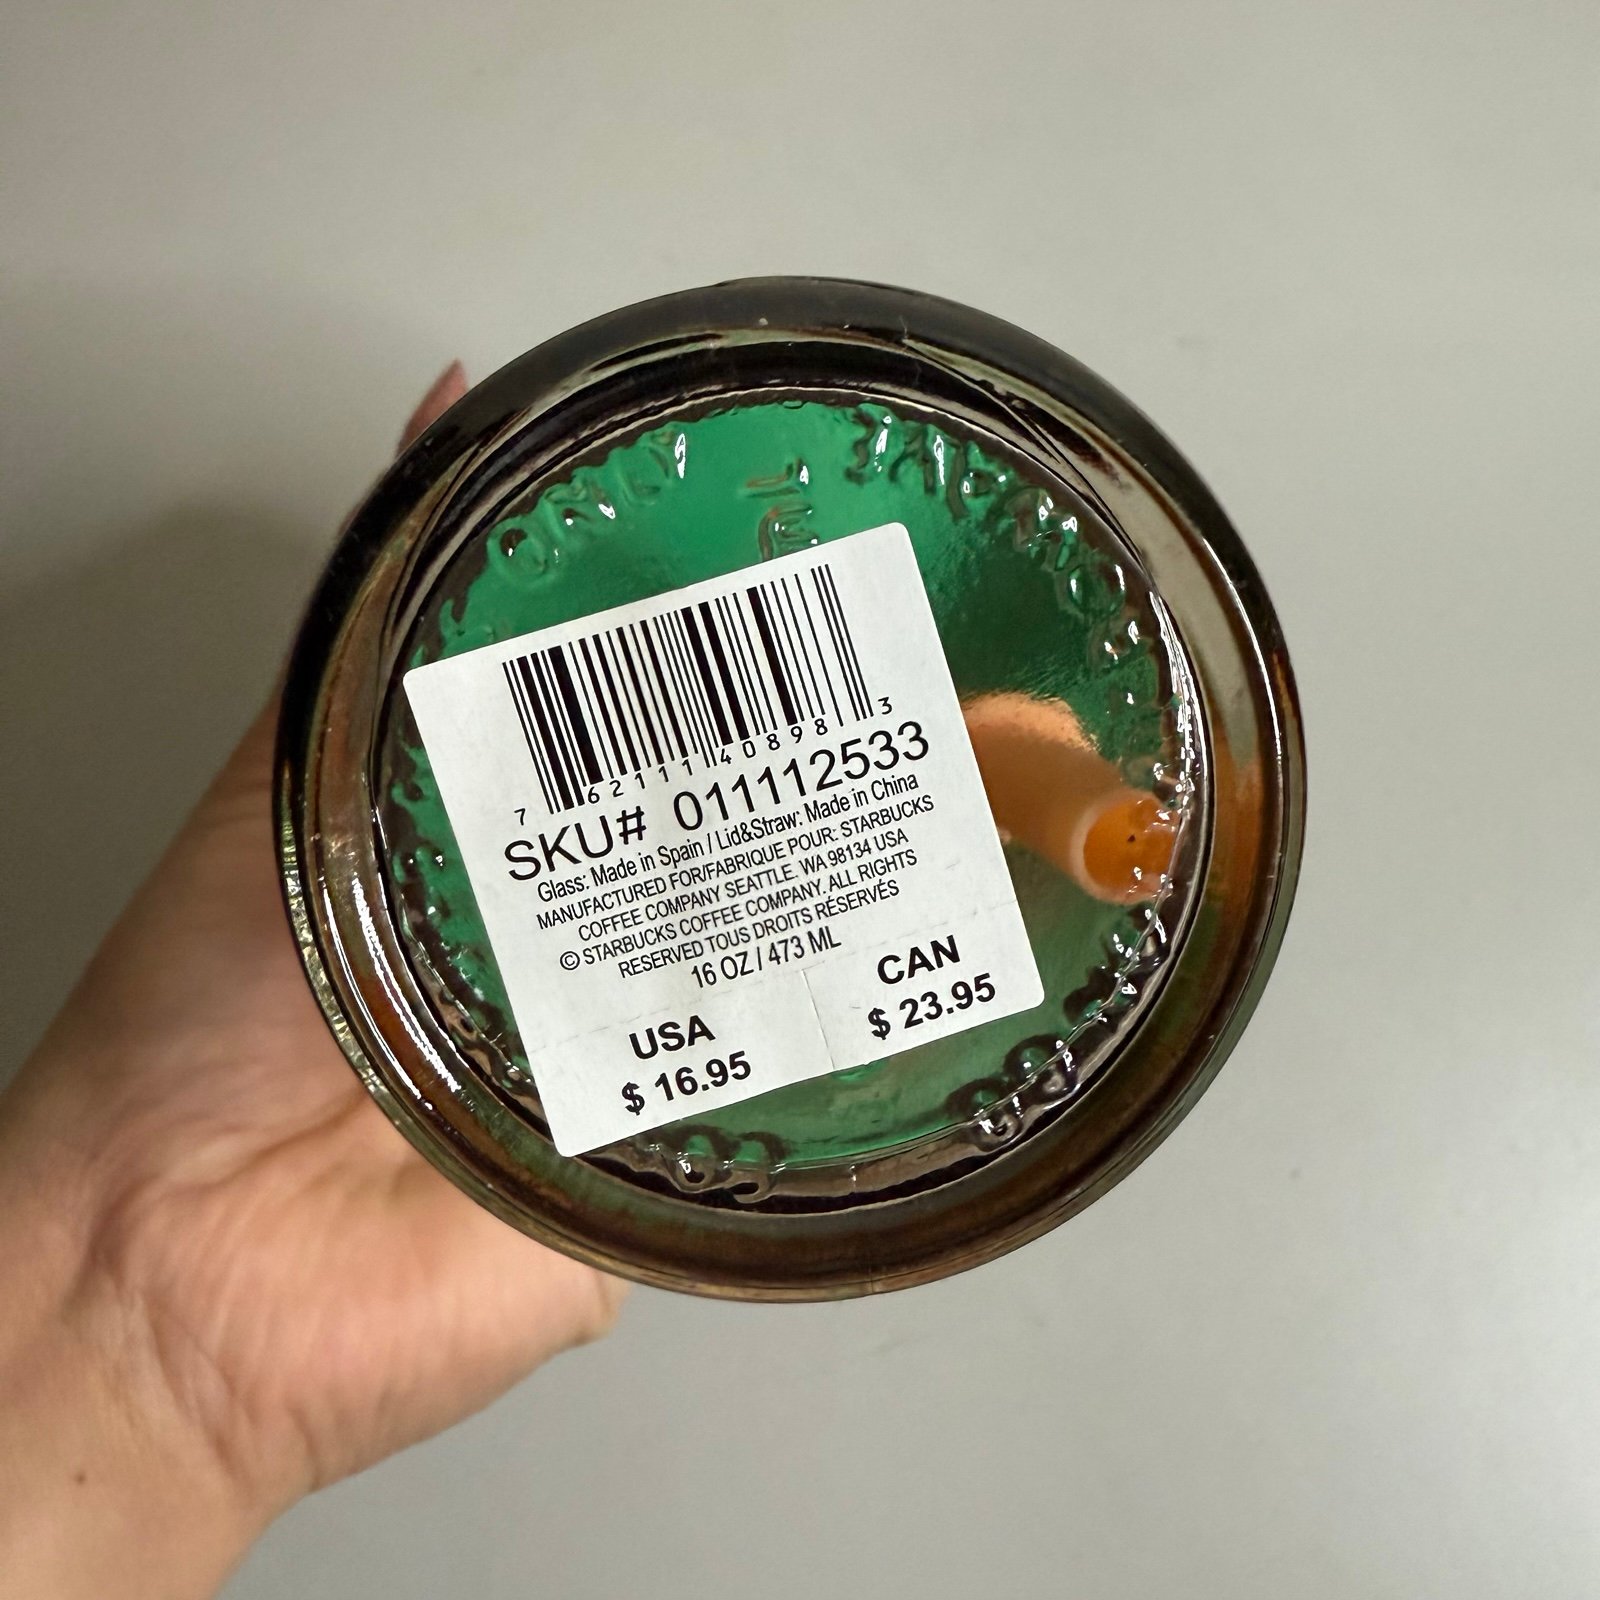 7 62111 40898 3
SKU# 011112533
Glass: Made in Spain / Lid&Straw: Made in China
MANUFACTURED FOR/FABRIQUE POUR: STARBUCKS
COFFEE COMPANY SEATTLE. WA 98134 USA
© STARBUCKS COFFEE COMPANY. ALL RIGHTS
RESERVED TOUS DROITS RÉSERVÉS
16 OZ / 473 ML
USA CAN
$ 16.95 $ 23.95